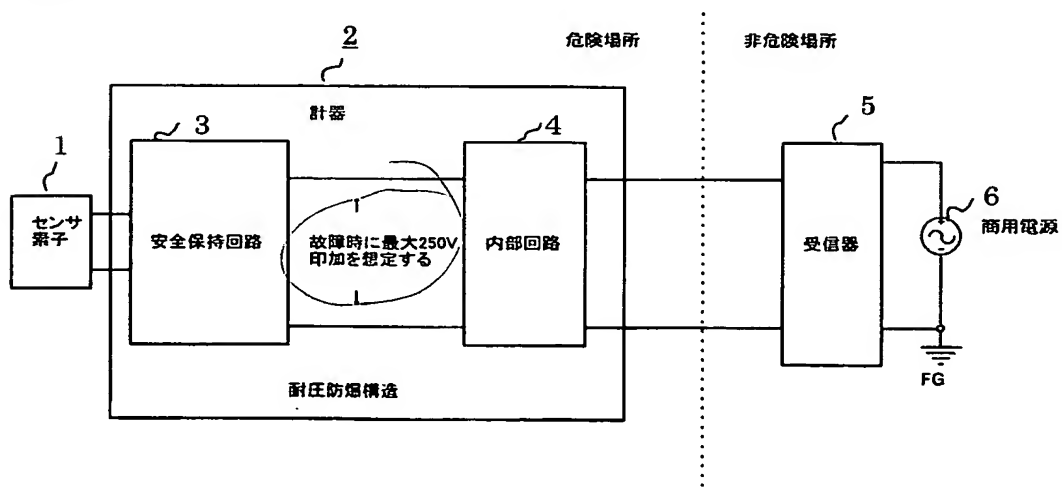 危険場所
非危険場所
2
計器
3
4
5
1
6
センサ
素子
安全保持回路
故障時に最大250V
印加を想定する
内部回路
受信器
商用電源
耐圧防爆構造
FG